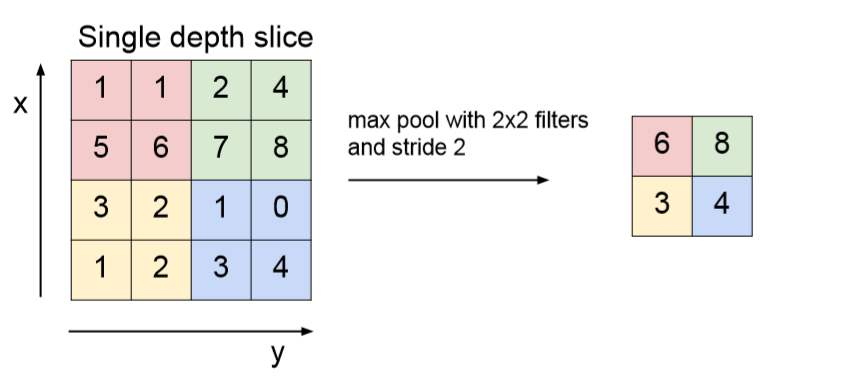 Single depth slice
x
1 1 2 4
5 6 7 8
3 2 1 0
1 2 3 4
y
max pool with 2x2 filters
and stride 2
6 8
3 4